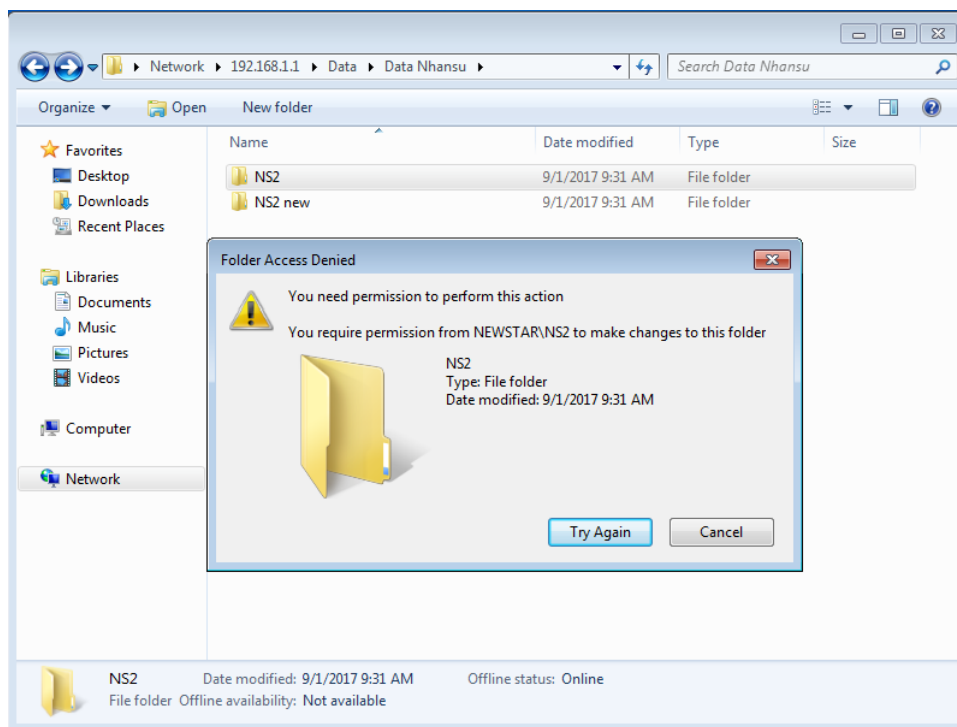 Network ▸ 192.168.1.1 ▸ Data ▸ Data Nhansu ▸
Search Data Nhansu
Organize Open New folder
Name Date modified Type Size
NS2 9/1/2017 9:31 AM File folder
NS2 new 9/1/2017 9:31 AM File folder
Favorites
Desktop
Downloads
Recent Places
Libraries
Documents
Music
Pictures
Videos
Computer
Network
Folder Access Denied
You need permission to perform this action
You require permission from NEWSTAR\NS2 to make changes to this folder
NS2
Type: File folder
Date modified: 9/1/2017 9:31 AM
Try Again Cancel
NS2 Date modified: 9/1/2017 9:31 AM Offline status: Online
File folder Offline availability: Not available